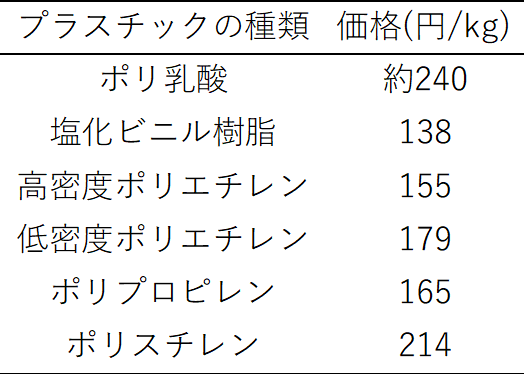 プラスチックの種類 価格(円/kg)
ポリ乳酸 約240
塩化ビニル樹脂 138
高密度ポリエチレン 155
低密度ポリエチレン 179
ポリプロピレン 165
ポリスチレン 214